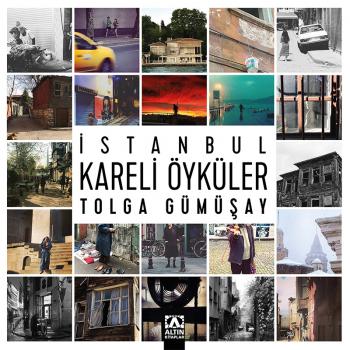 İSTANBUL
KARELİ ÖYKÜLER
TOLGA GÜMÜŞAY
ALTIN
KİTAPLAR